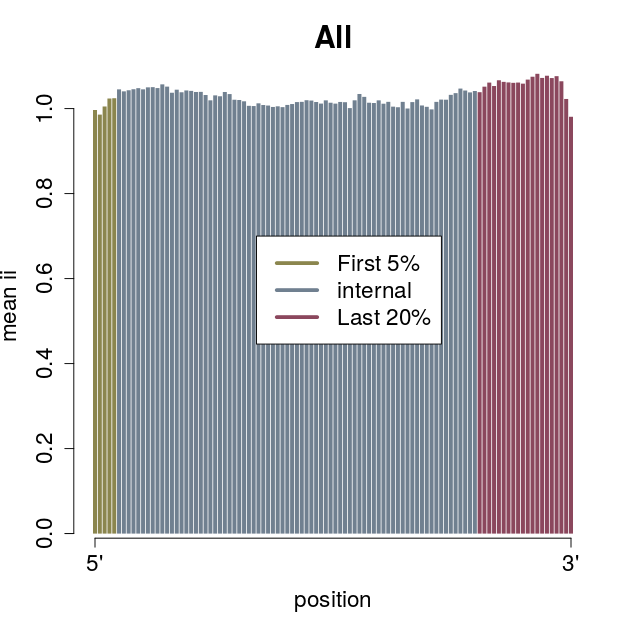 All
mean ii
1.0
0.8
0.6
0.4
0.2
0.0
First 5%
internal
Last 20%
5' 3'
position